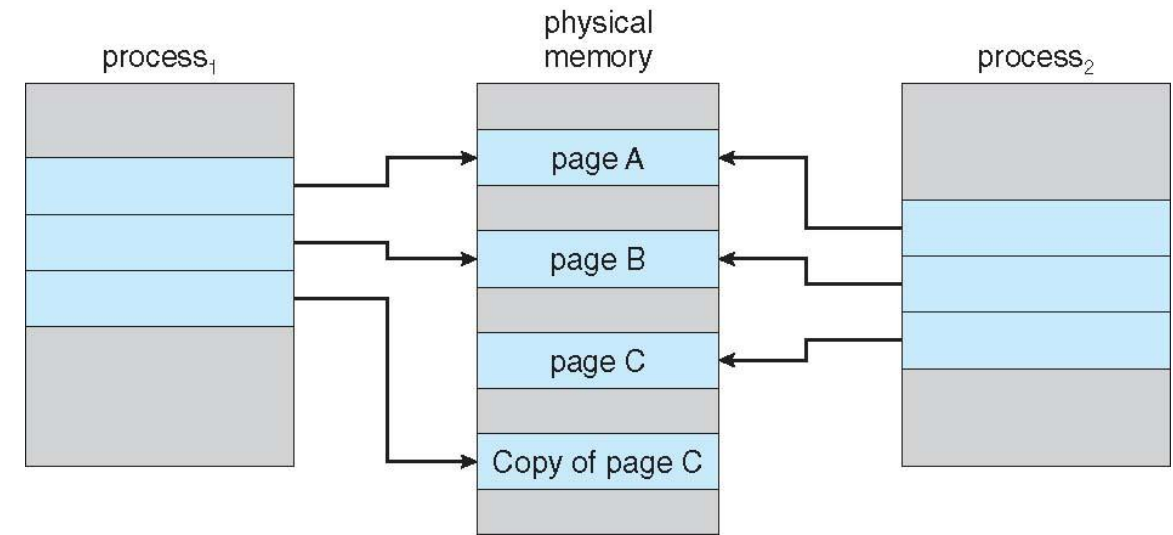 process₁
physical
memory
process₂
page A
page B
page C
Copy of page C